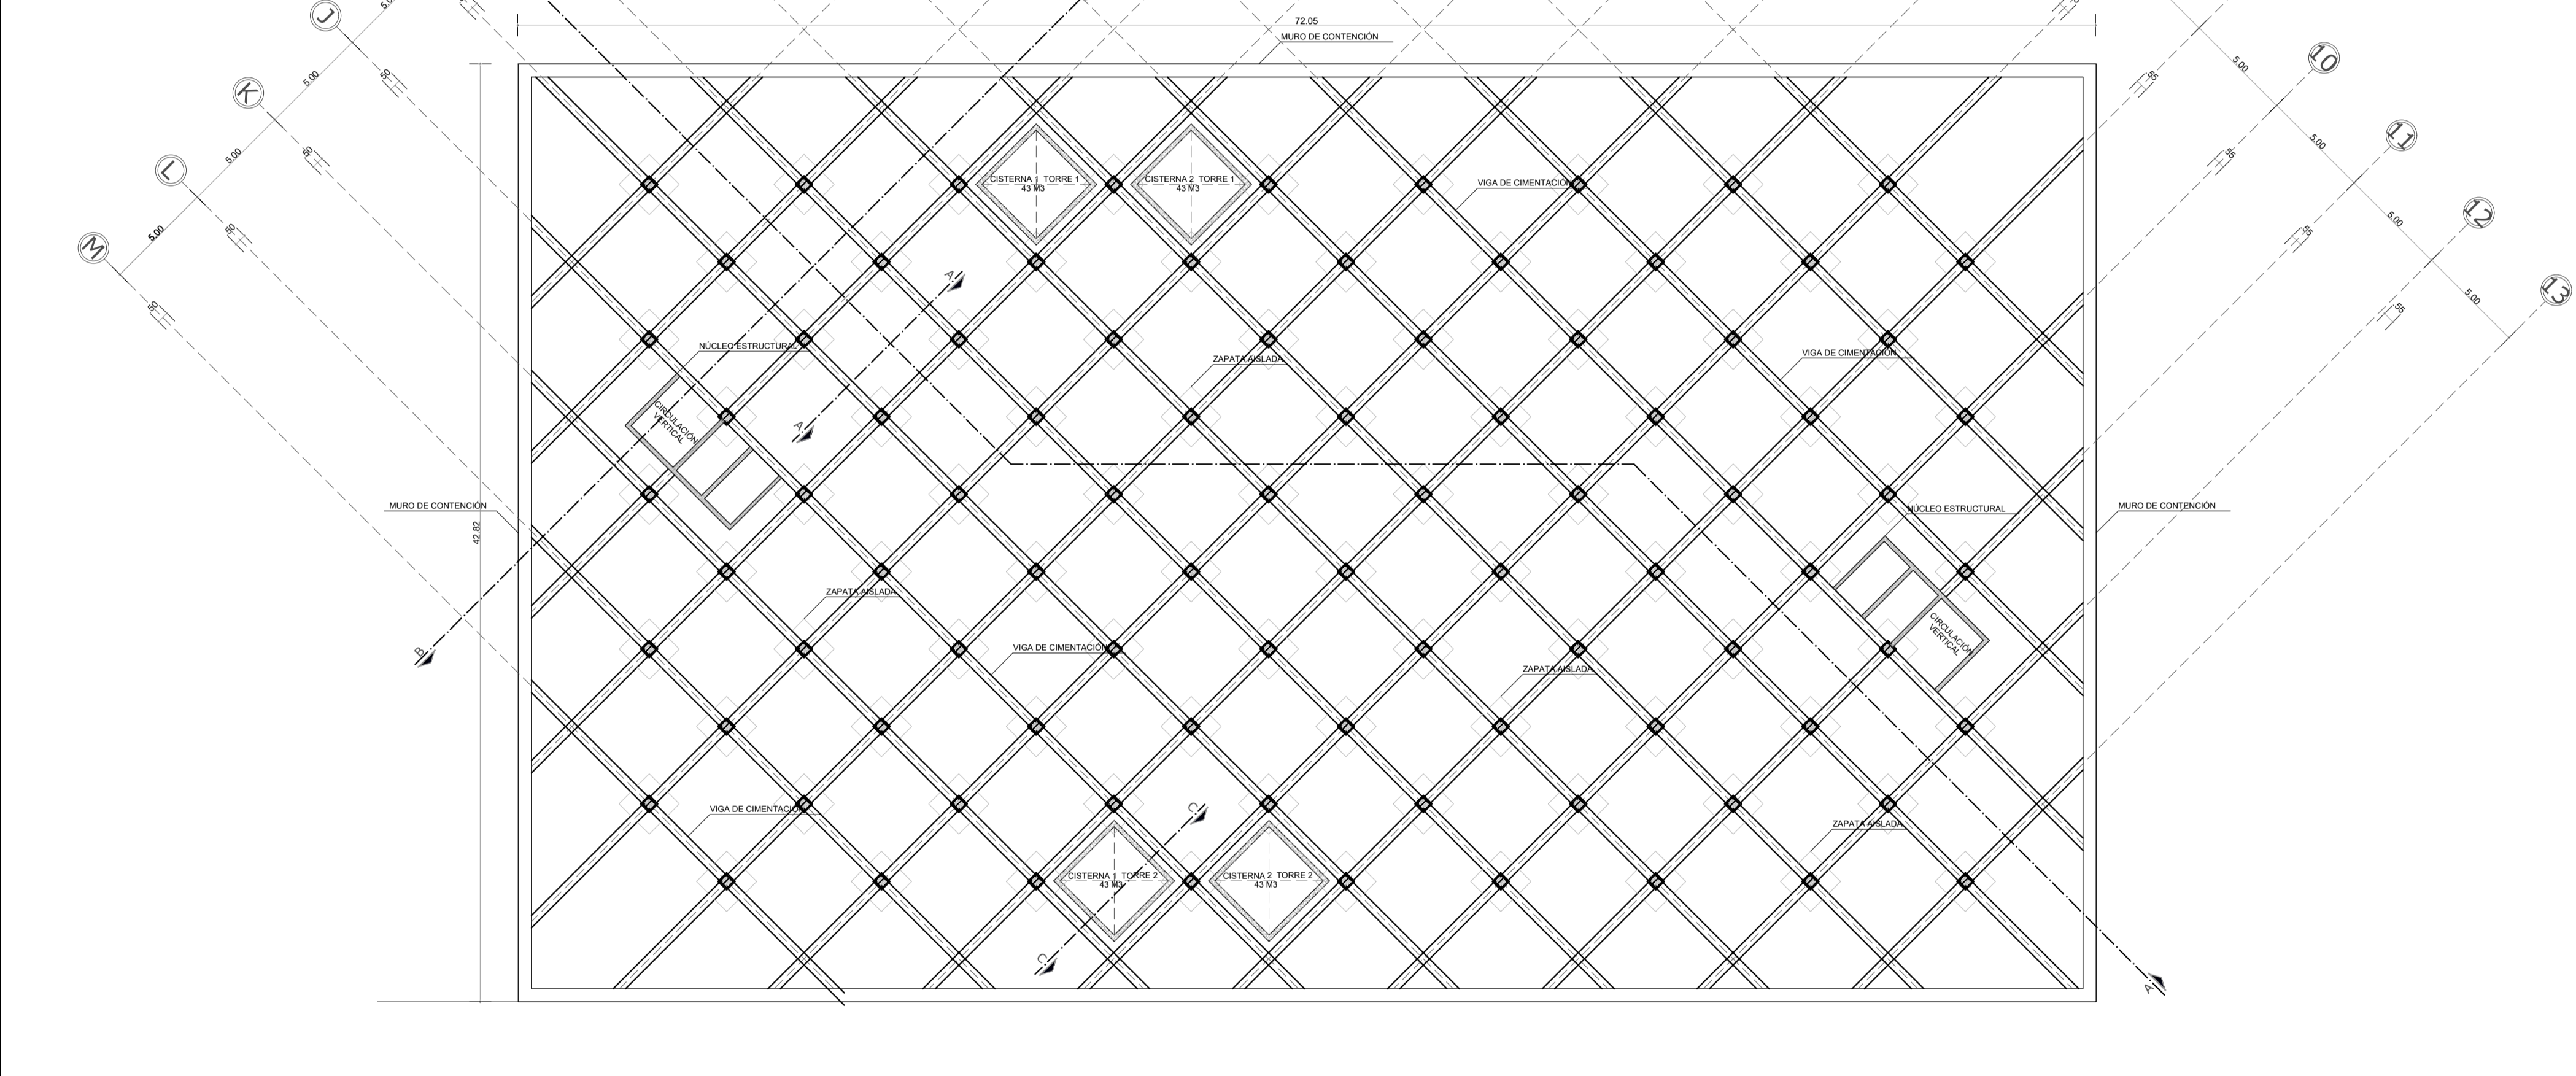 72.05
MURO DE CONTENCIÓN
J
K
L
M
5.00
5.00
5.00
50
50
50
50
10
11
12
13
5.00
5.00
5.00
5.00
55
55
55
55
CISTERNA 1 TORRE 1
43 M3
CISTERNA 2 TORRE 1
43 M3
VIGA DE CIMENTACIÓN
A'
NÚCLEO ESTRUCTURAL
ZAPATA AISLADA
VIGA DE CIMENTACIÓN
CIRCULACIÓN
VERTICAL
A'
MURO DE CONTENCIÓN
42.82
NÚCLEO ESTRUCTURAL
MURO DE CONTENCIÓN
ZAPATA AISLADA
CIRCULACIÓN
VERTICAL
B
VIGA DE CIMENTACIÓN
ZAPATA AISLADA
VIGA DE CIMENTACIÓN
C'
ZAPATA AISLADA
CISTERNA 1 TORRE 2
43 M3
CISTERNA 2 TORRE 2
43 M3
C'
A'